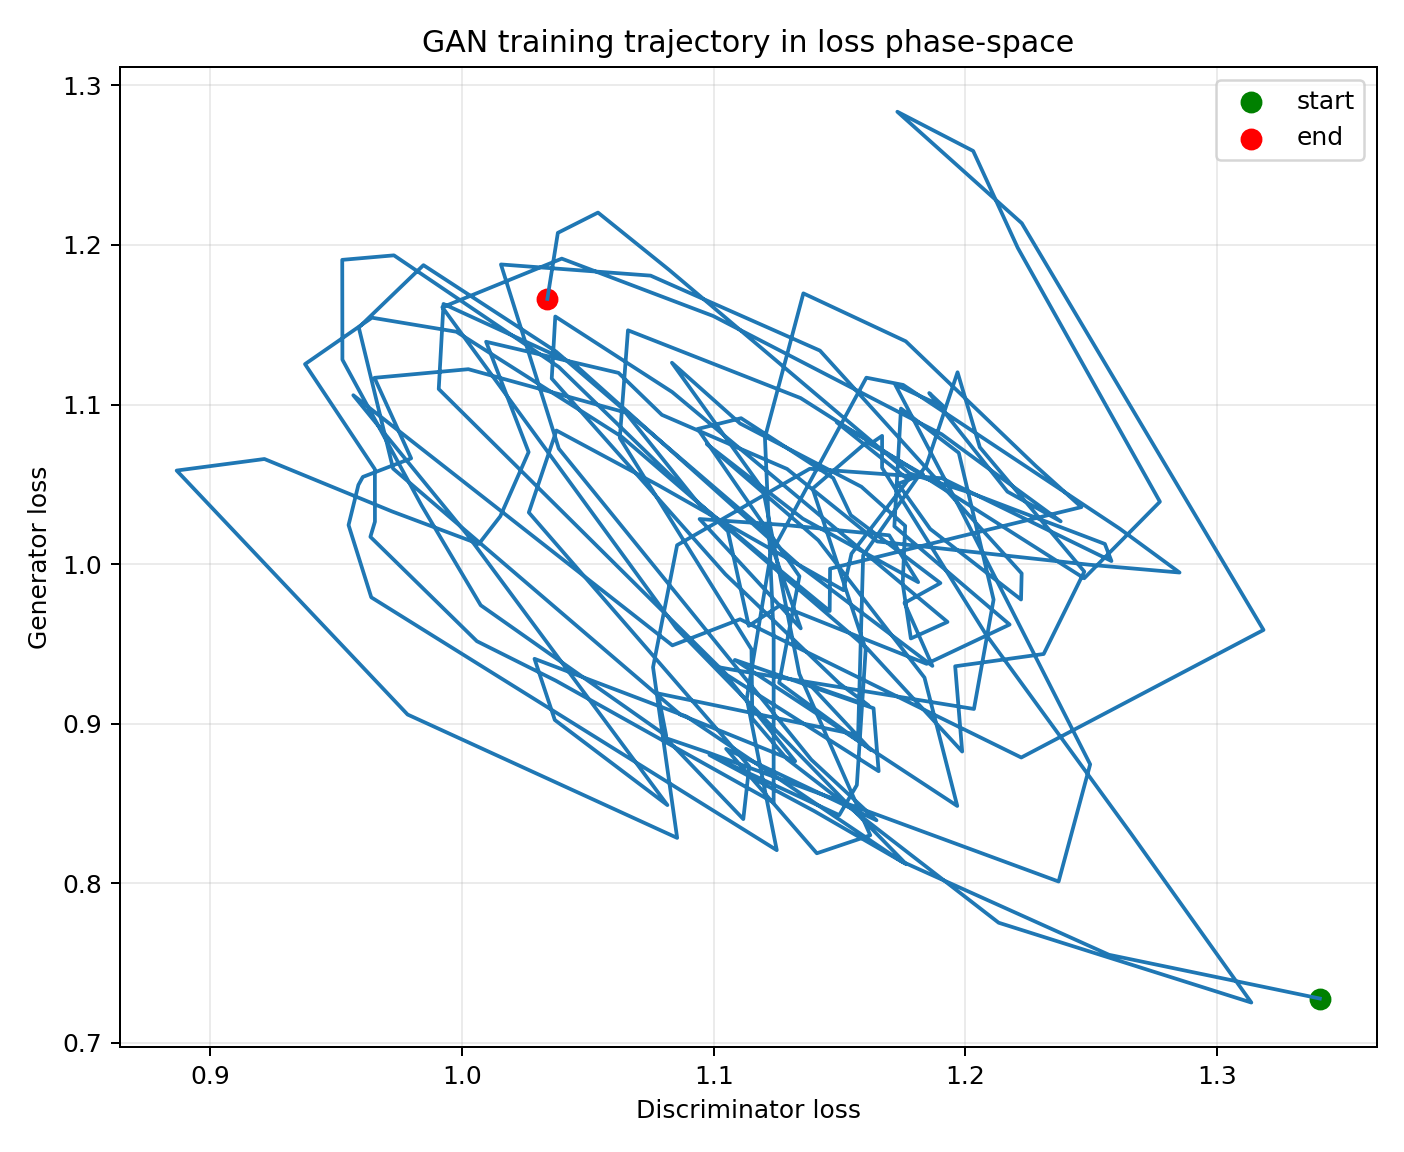 GAN training trajectory in loss phase-space
start
end
Generator loss
1.3
1.2
1.1
1.0
0.9
0.8
0.7
0.9
1.0
1.1
1.2
1.3
Discriminator loss